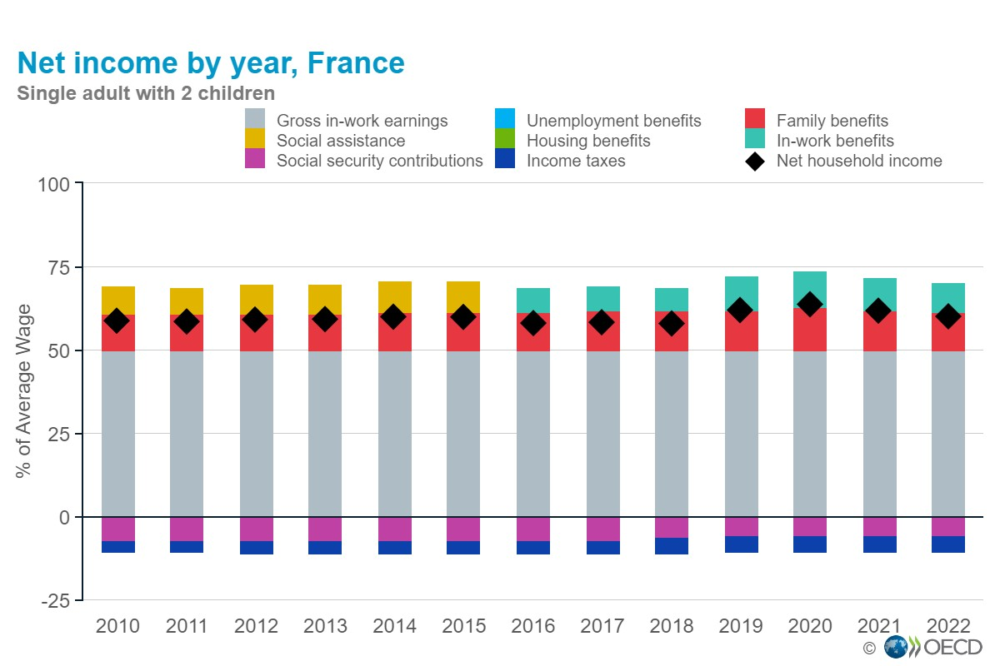 Net income by year, France
Single adult with 2 children
Gross in-work earnings
Unemployment benefits
Family benefits
Social assistance
Housing benefits
In-work benefits
Social security contributions
Income taxes
Net household income
100
75
50
25
0
-25
% of Average Wage
2010 2011 2012 2013 2014 2015 2016 2017 2018 2019 2020 2021 2022
© OECD